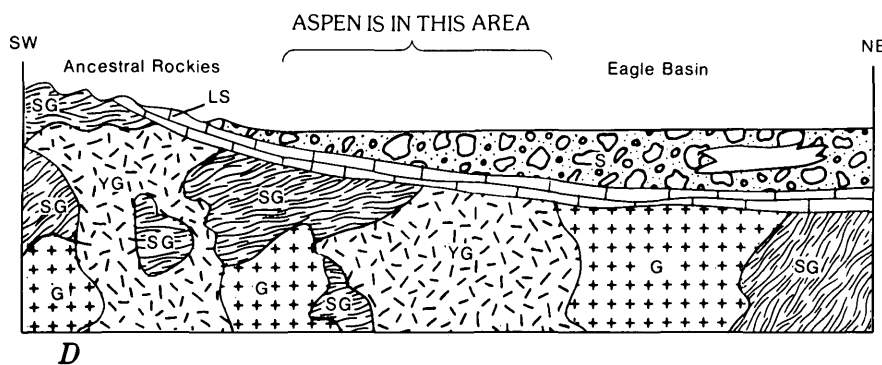 ASPEN IS IN THIS AREA
SW
NE
Ancestral Rockies
Eagle Basin
LS
SG
S
YG
SG
SG
SG
YG
G
SG
G
G
SG
D